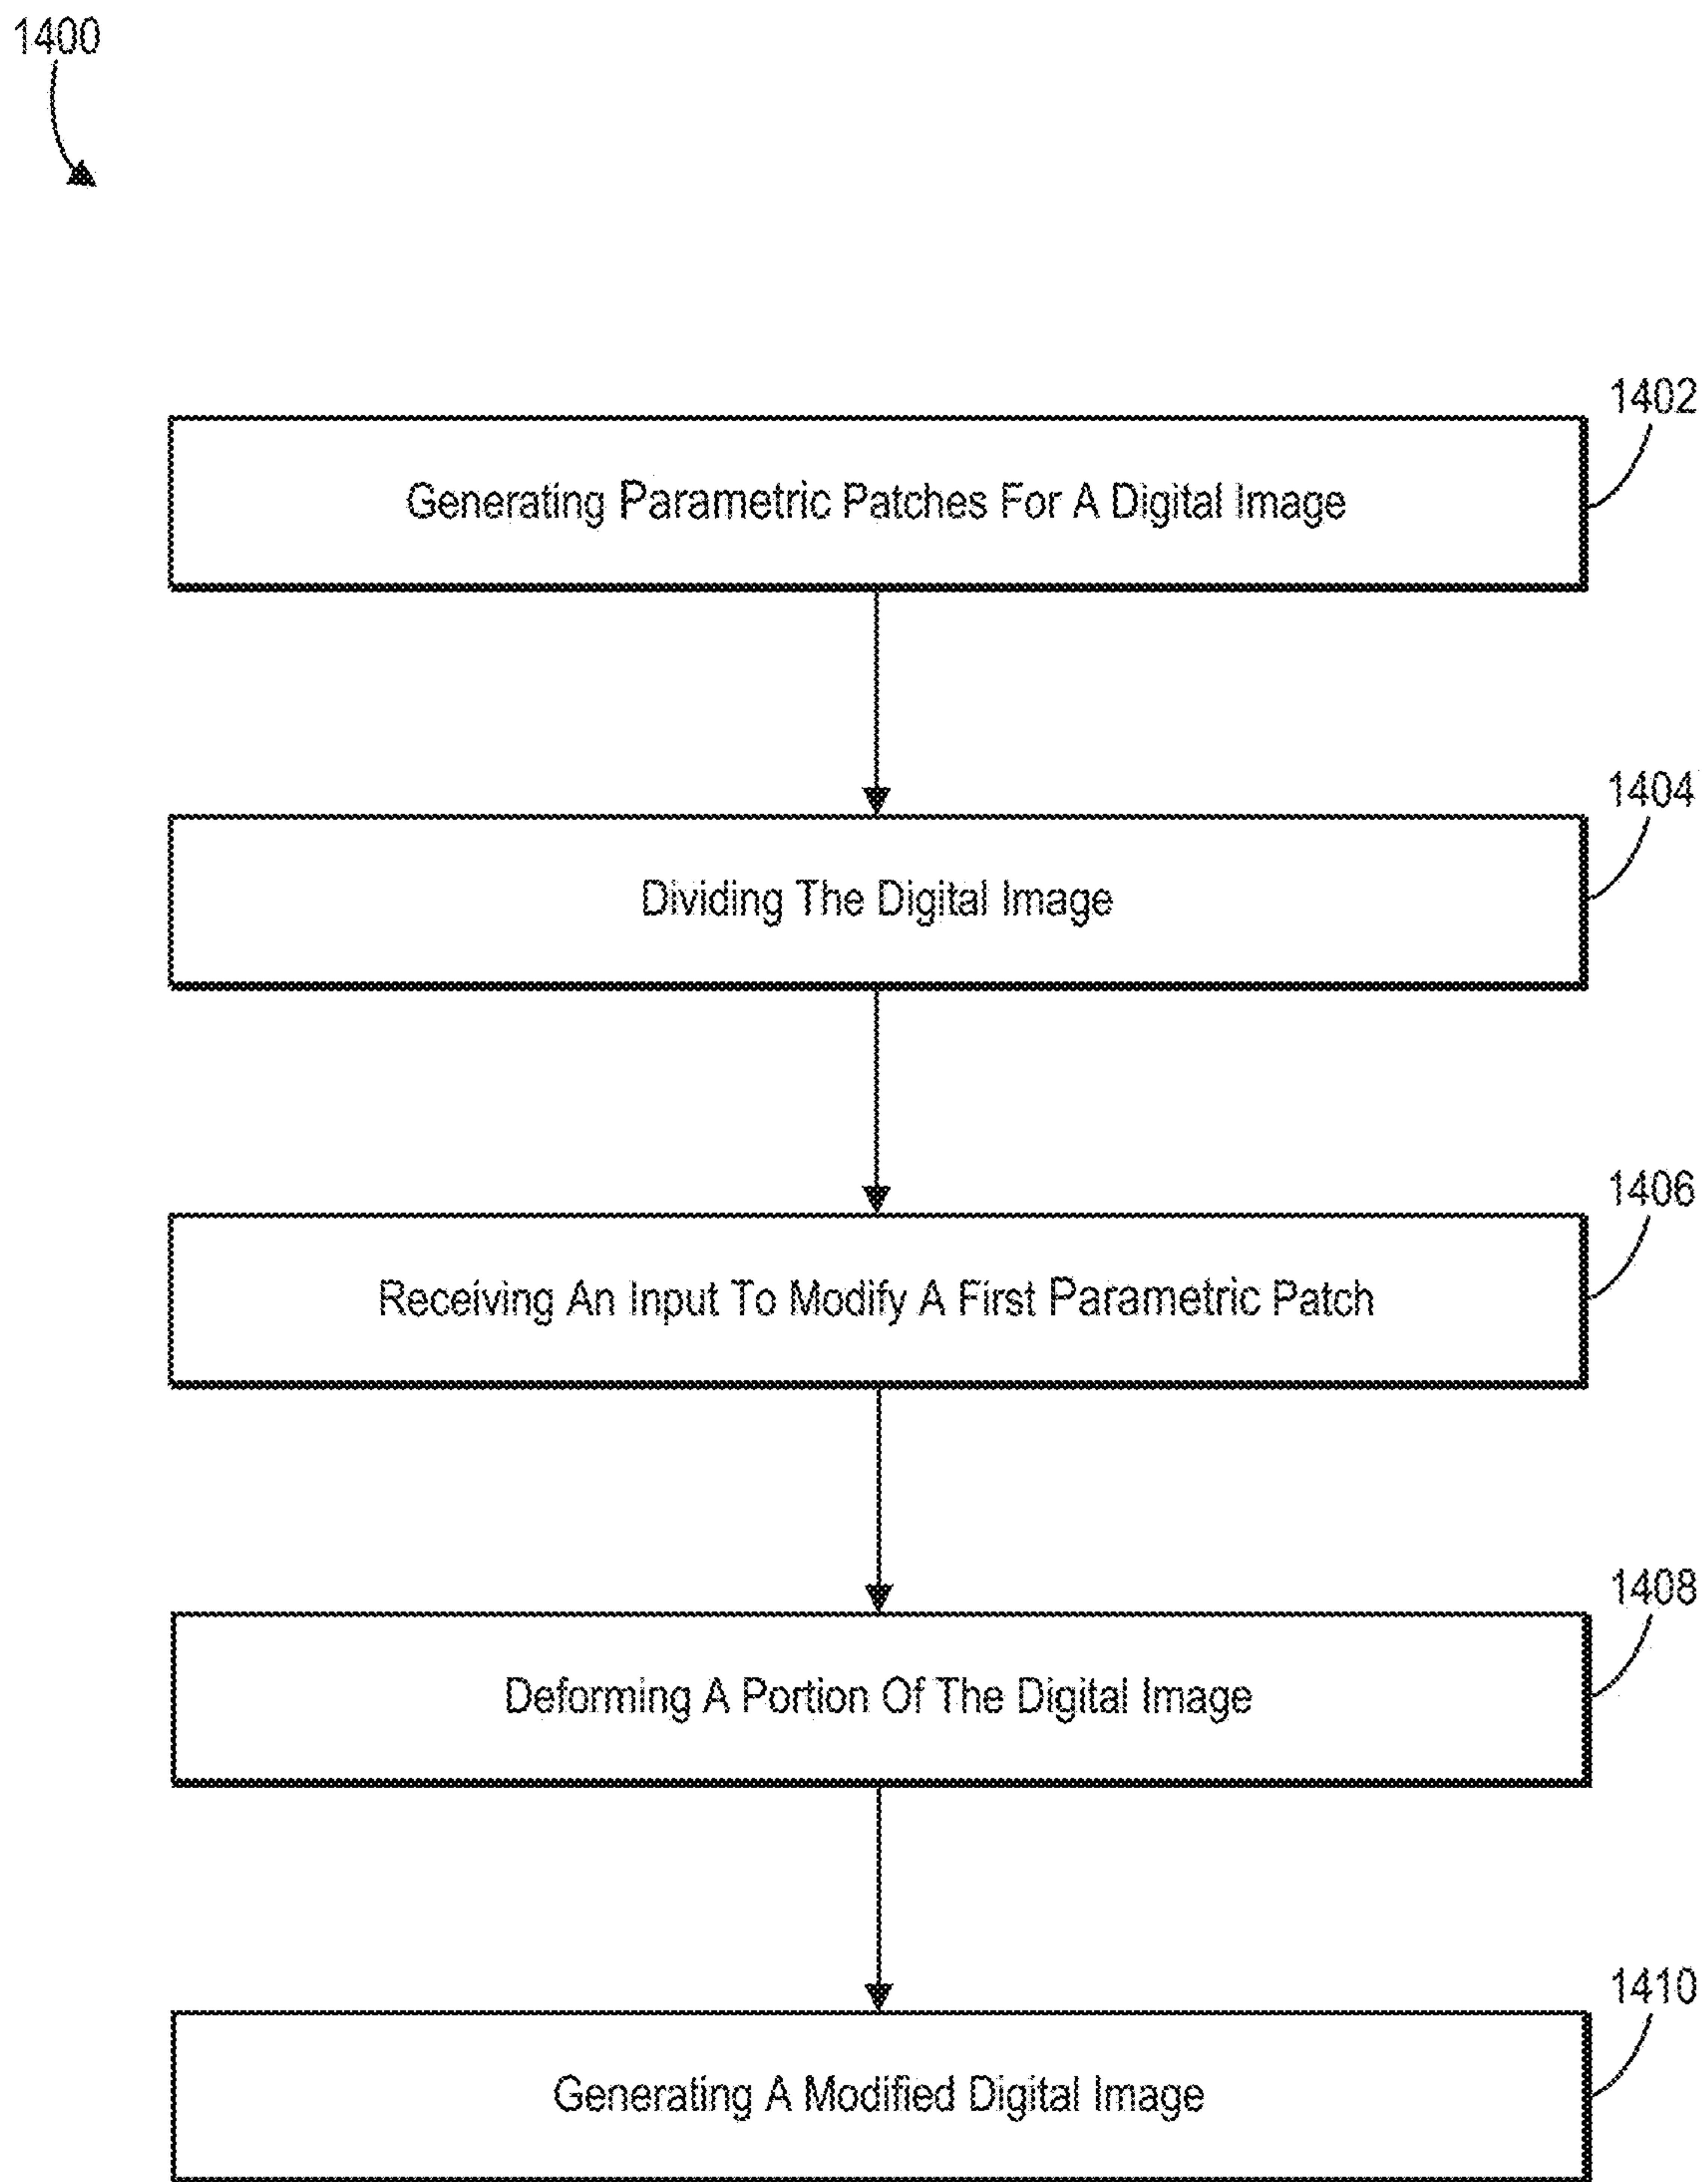 1400
1402
Generating Parametric Patches For A Digital Image
1404
Dividing The Digital Image
1406
Receiving An Input To Modify A First Parametric Patch
1408
Deforming A Portion Of The Digital Image
1410
Generating A Modified Digital Image